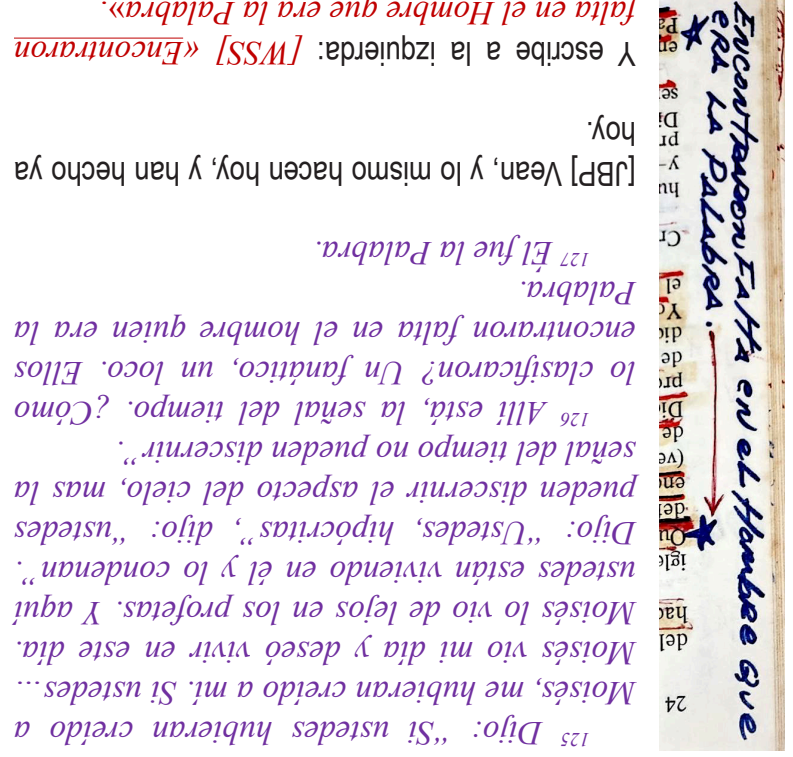 ¹²⁵ Dijo: “Si ustedes hubieran creído a
Moisés, me hubieran creído a mí. Si ustedes...
Moisés vio mi día y deseó vivir en este día.
Moisés lo vio de lejos en los profetas. Y aquí
ustedes están viviendo en él y lo condenan”.
Dijo: “Ustedes, hipócritas”, dijo: “ustedes
pueden discernir el aspecto del cielo, mas la
señal del tiempo no pueden discernir”.
¹²⁶ Allí está, la señal del tiempo. ¿Cómo
lo clasificaron? Un fanático, un loco. Ellos
encontraron falta en el hombre quien era la
Palabra.
¹²⁷ Él fue la Palabra.
[JBP] Vean, y lo mismo hacen hoy, y han hecho ya
hoy.
Y escribe a la izquierda: [WSS] «Encontraron
falta en el Hombre que era la Palabra».
Encontraron Falta en el Hombre que
era La Palabra.
24
del
hac
igle